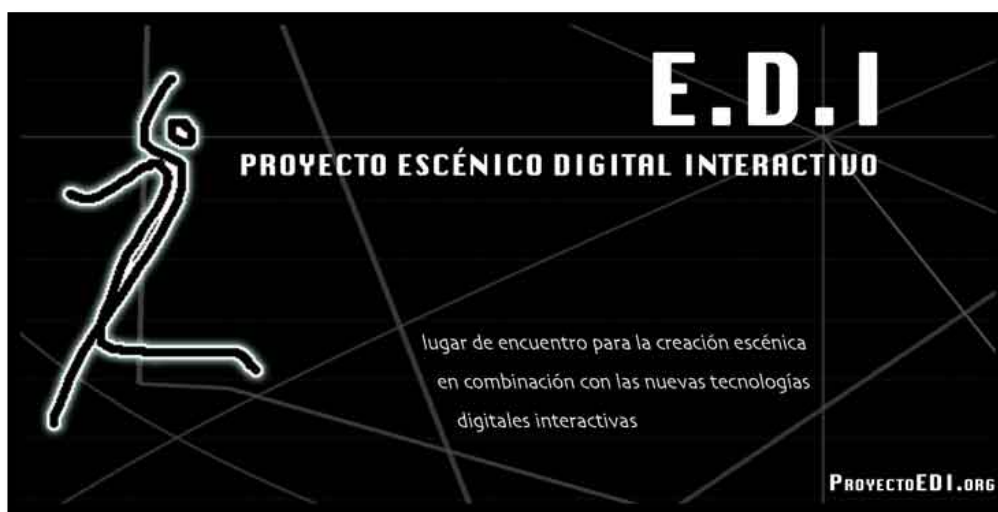 E.D.I
PROYECTO ESCÉNICO DIGITAL INTERACTIVO
lugar de encuentro para la creación escénica
en combinación con las nuevas tecnologías
digitales interactivas
PROYECTOEDI.ORG